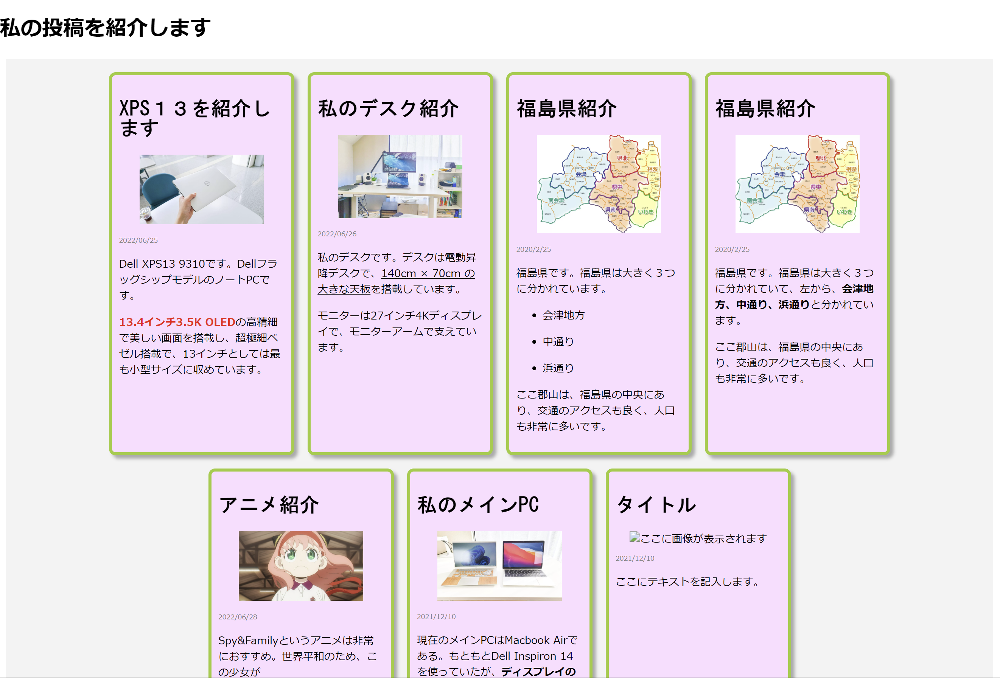 私の投稿を紹介します
XPS１３を紹介し
ます
2022/06/25
Dell XPS13 9310です。Dellフラ
ッグシップモデルのノートPCで
す。
13.4インチ3.5K OLEDの高精細
で美しい画面を搭載し、超極細ベ
ゼル搭載で、13インチとしては最
も小型サイズに収めています。
私のデスク紹介
2022/06/26
私のデスクです。デスクは電動昇
降デスクで、140cm × 70cm の
大きな天板を搭載しています。
モニターは27インチ4Kディスプレ
イで、モニターアームで支えてい
ます。
福島県紹介
県北
相双
会津
県中
南会津
県南
いわき
2020/2/25
福島県です。福島県は大きく３つ
に分かれています。
• 会津地方
• 中通り
• 浜通り
ここ郡山は、福島県の中央にあ
り、交通のアクセスも良く、人口
も非常に多いです。
福島県紹介
県北
相双
会津
県中
南会津
県南
いわき
2020/2/25
福島県です。福島県は大きく３つ
に分かれていて、左から、会津地
方、中通り、浜通りと分かれてい
ます。
ここ郡山は、福島県の中央にあ
り、交通のアクセスも良く、人口
も非常に多いです。
アニメ紹介
2022/06/28
Spy&Familyというアニメは非常
におすすめ。世界平和のため、こ
の少女が
私のメインPC
2021/12/10
現在のメインPCはMacbook Airで
ある。もともとDell Inspiron 14
を使っていたが、ディスプレイの
タイトル
ここに画像が表示されます
2021/12/10
ここにテキストを記入します。